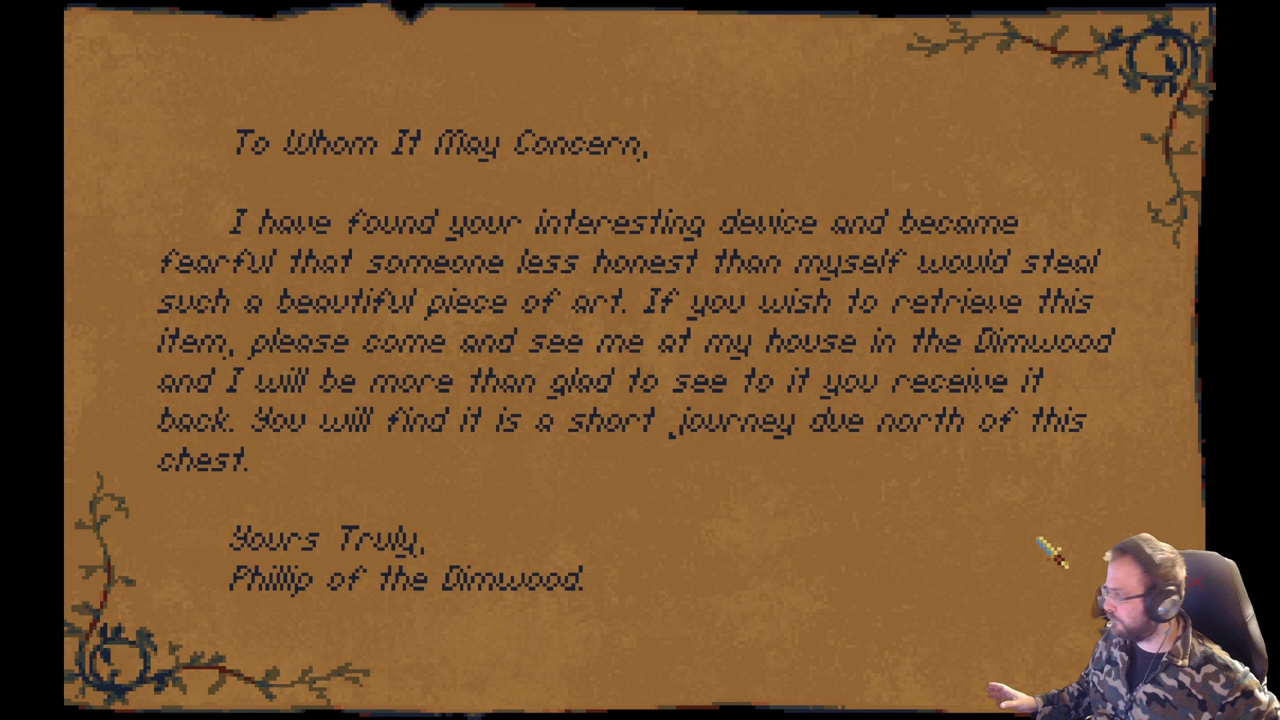 To Whom It May Concern,
I have found your interesting device and became
fearful that someone less honest than myself would steal
such a beautiful piece of art. If you wish to retrieve this
item, please come and see me at my house in the Dimwood
and I will be more than glad to see to it you receive it
back. You will find it is a short journey due north of this
chest.
Yours Truly,
Phillip of the Dimwood.